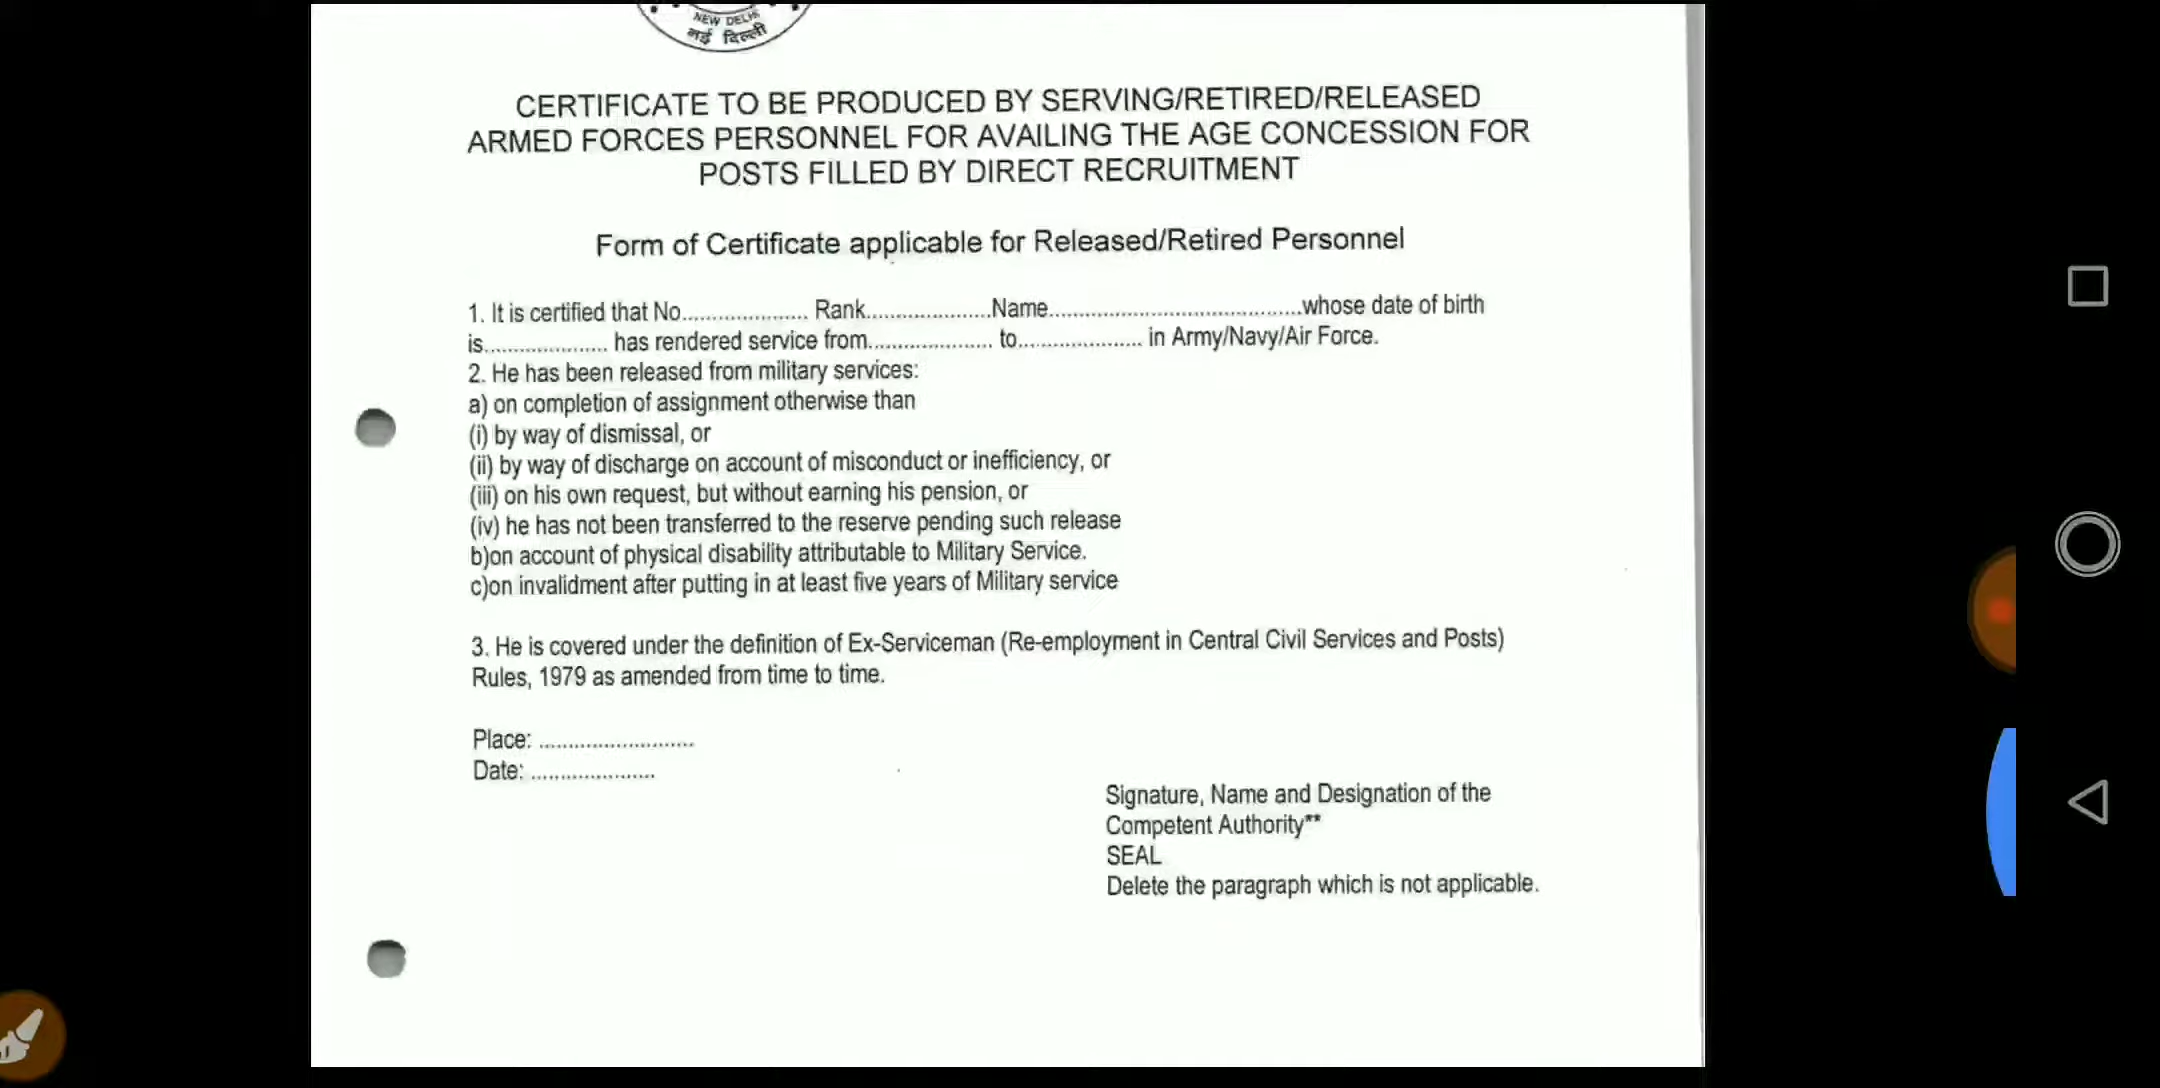 NEW DELHI
नई दिल्ली
CERTIFICATE TO BE PRODUCED BY SERVING/RETIRED/RELEASED
ARMED FORCES PERSONNEL FOR AVAILING THE AGE CONCESSION FOR
POSTS FILLED BY DIRECT RECRUITMENT
Form of Certificate applicable for Released/Retired Personnel
1. It is certified that No..................... Rank.....................Name..........................................whose date of birth
is..................... has rendered service from..................... to..................... in Army/Navy/Air Force.
2. He has been released from military services:
a) on completion of assignment otherwise than
(i) by way of dismissal, or
(ii) by way of discharge on account of misconduct or inefficiency, or
(iii) on his own request, but without earning his pension, or
(iv) he has not been transferred to the reserve pending such release
b)on account of physical disability attributable to Military Service.
c)on invalidment after putting in at least five years of Military service
3. He is covered under the definition of Ex-Serviceman (Re-employment in Central Civil Services and Posts)
Rules, 1979 as amended from time to time.
Place: ..........................
Date: .....................
Signature, Name and Designation of the
Competent Authority**
SEAL
Delete the paragraph which is not applicable.